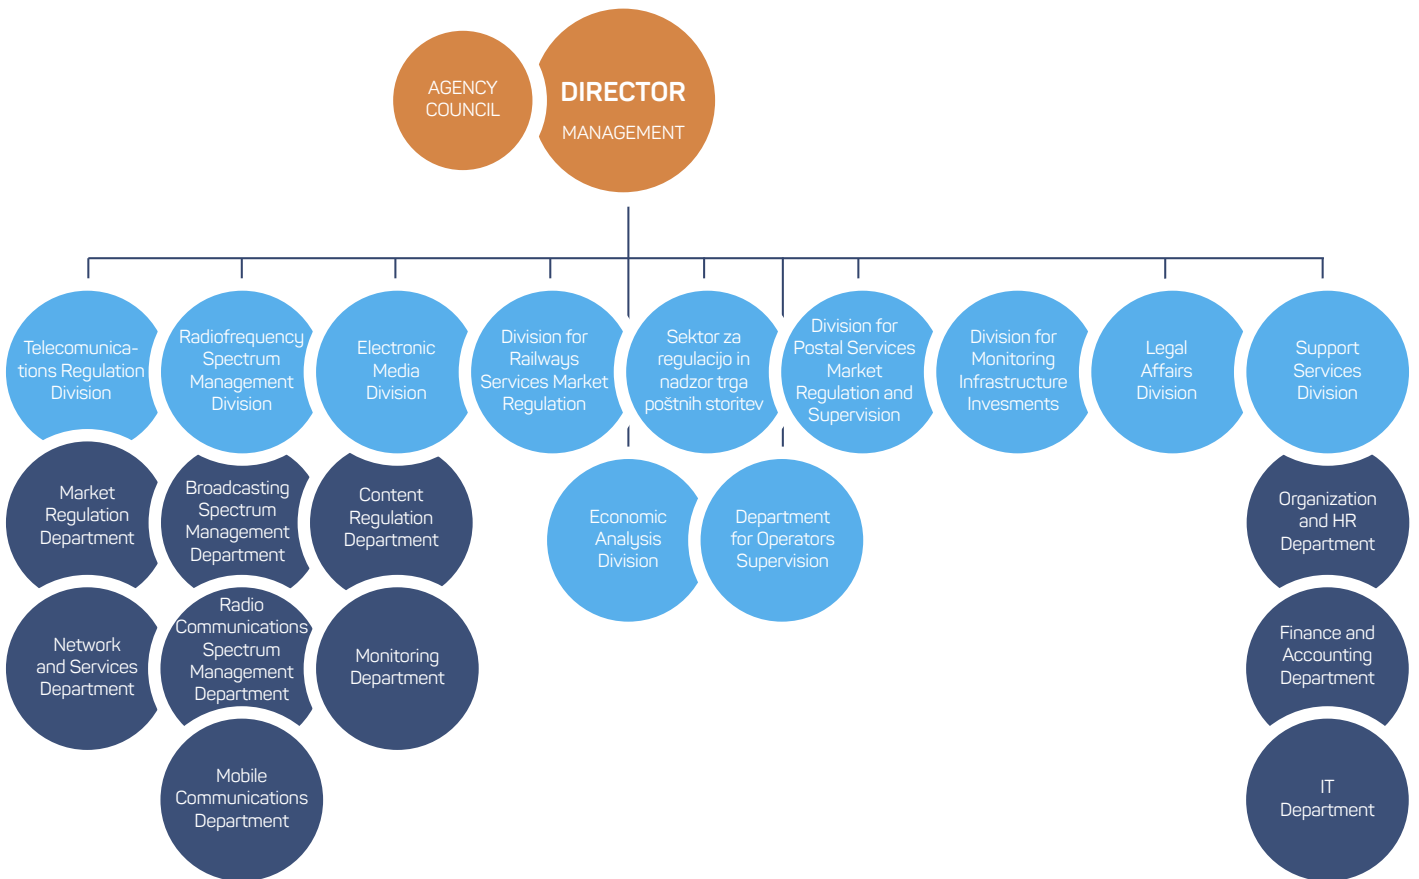 AGENCY
COUNCIL
DIRECTOR
MANAGEMENT
Telecomunica-
tions Regulation
Division
Radiofrequency
Spectrum
Management
Division
Electronic
Media
Division
Division for
Railways
Services Market
Regulation
Sektor za
regulacijo in
nadzor trga
poštnih storitev
Division for
Postal Services
Market
Regulation and
Supervision
Division for
Monitoring
Infrastructure
Invesments
Legal
Affairs
Division
Support
Services
Division
Market
Regulation
Department
Broadcasting
Spectrum
Management
Department
Content
Regulation
Department
Economic
Analysis
Division
Department
for Operators
Supervision
Organization
and HR
Department
Network
and Services
Department
Radio
Communications
Spectrum
Management
Department
Monitoring
Department
Finance and
Accounting
Department
Mobile
Communications
Department
IT
Department